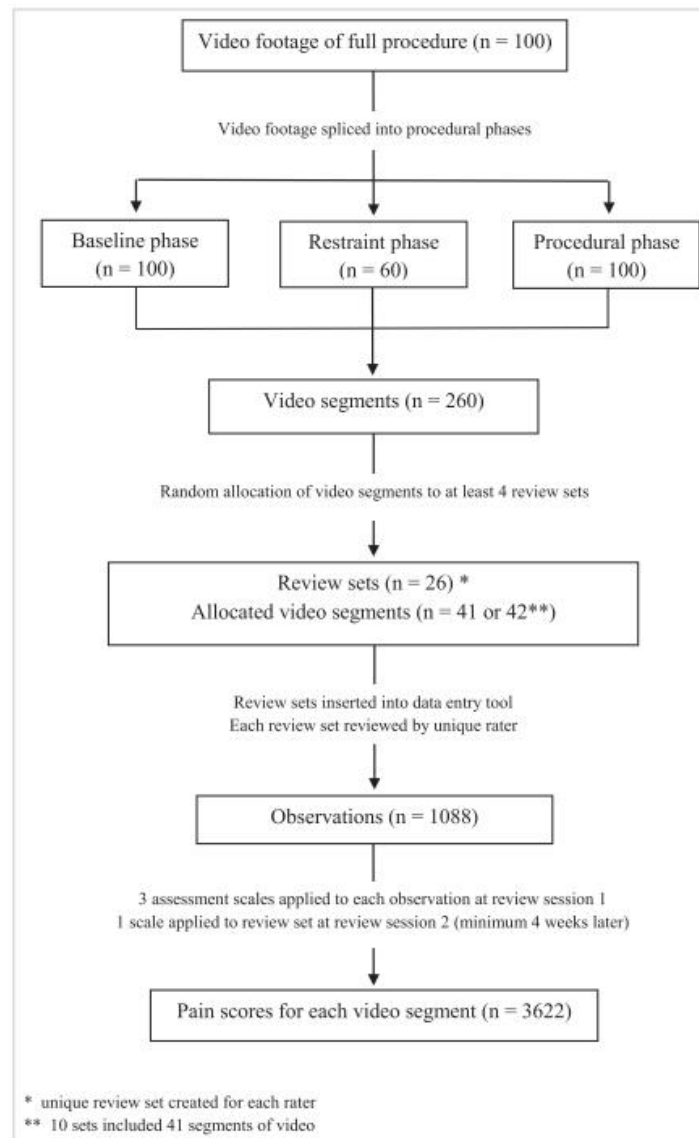 Video footage of full procedure (n = 100)
Video footage spliced into procedural phases
Baseline phase
(n = 100)
Restraint phase
(n = 60)
Procedural phase
(n = 100)
Video segments (n = 260)
Random allocation of video segments to at least 4 review sets
Review sets (n = 26) *
Allocated video segments (n = 41 or 42**)
Review sets inserted into data entry tool
Each review set reviewed by unique rater
Observations (n = 1088)
3 assessment scales applied to each observation at review session 1
1 scale applied to review set at review session 2 (minimum 4 weeks later)
Pain scores for each video segment (n = 3622)
* unique review set created for each rater
** 10 sets included 41 segments of video